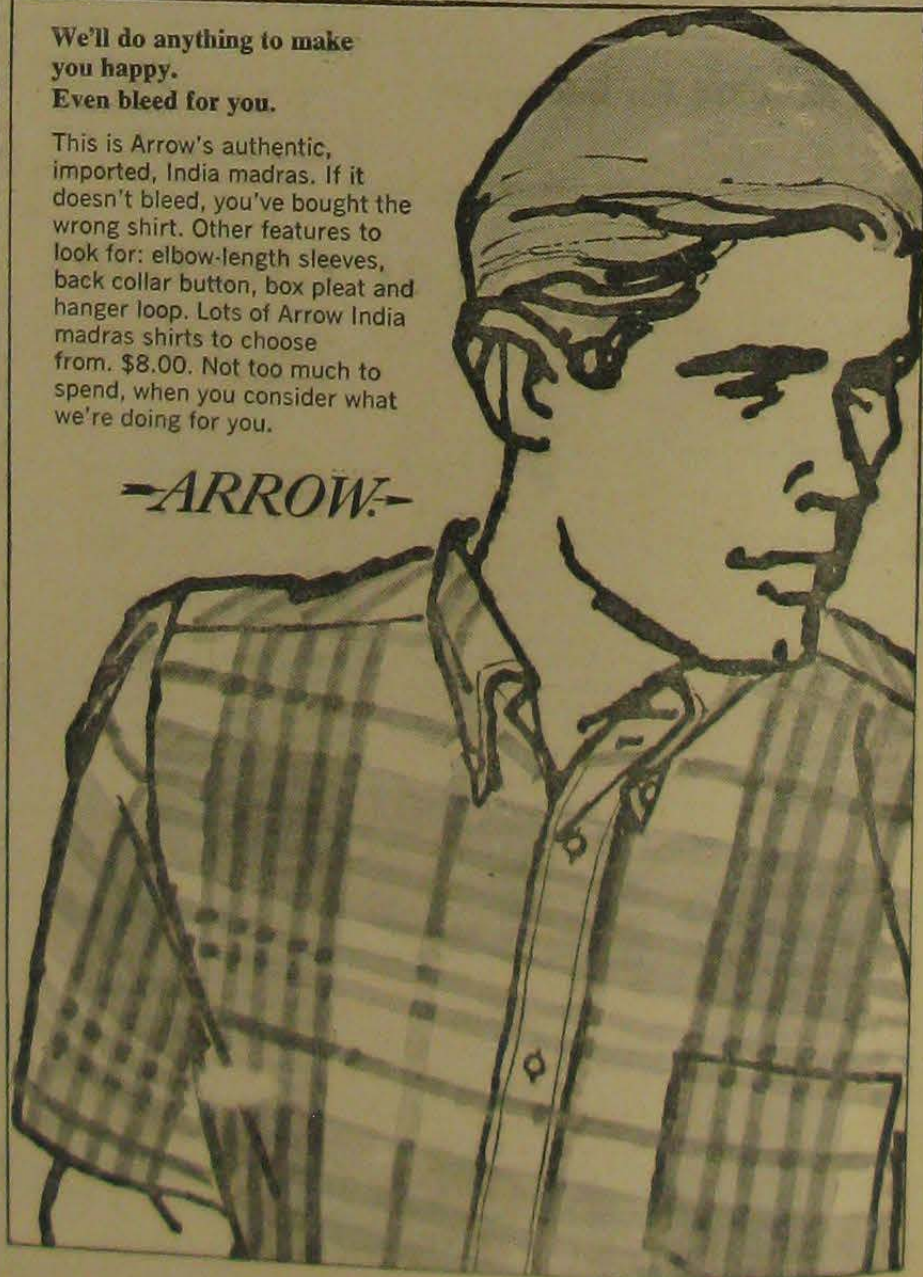 We'll do anything to make
you happy.
Even bleed for you.
This is Arrow's authentic,
imported, India madras. If it
doesn't bleed, you've bought the
wrong shirt. Other features to
look for: elbow-length sleeves,
back collar button, box pleat and
hanger loop. Lots of Arrow India
madras shirts to choose
from. $8.00. Not too much to
spend, when you consider what
we're doing for you.
ARROW.